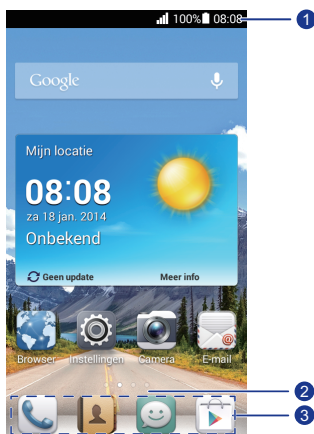 100% 08:08
1
Google
Mijn locatie
08:08
za 18 jan. 2014
Onbekend
Geen update Meer info
Browser Instellingen Camera E-mail
2
3